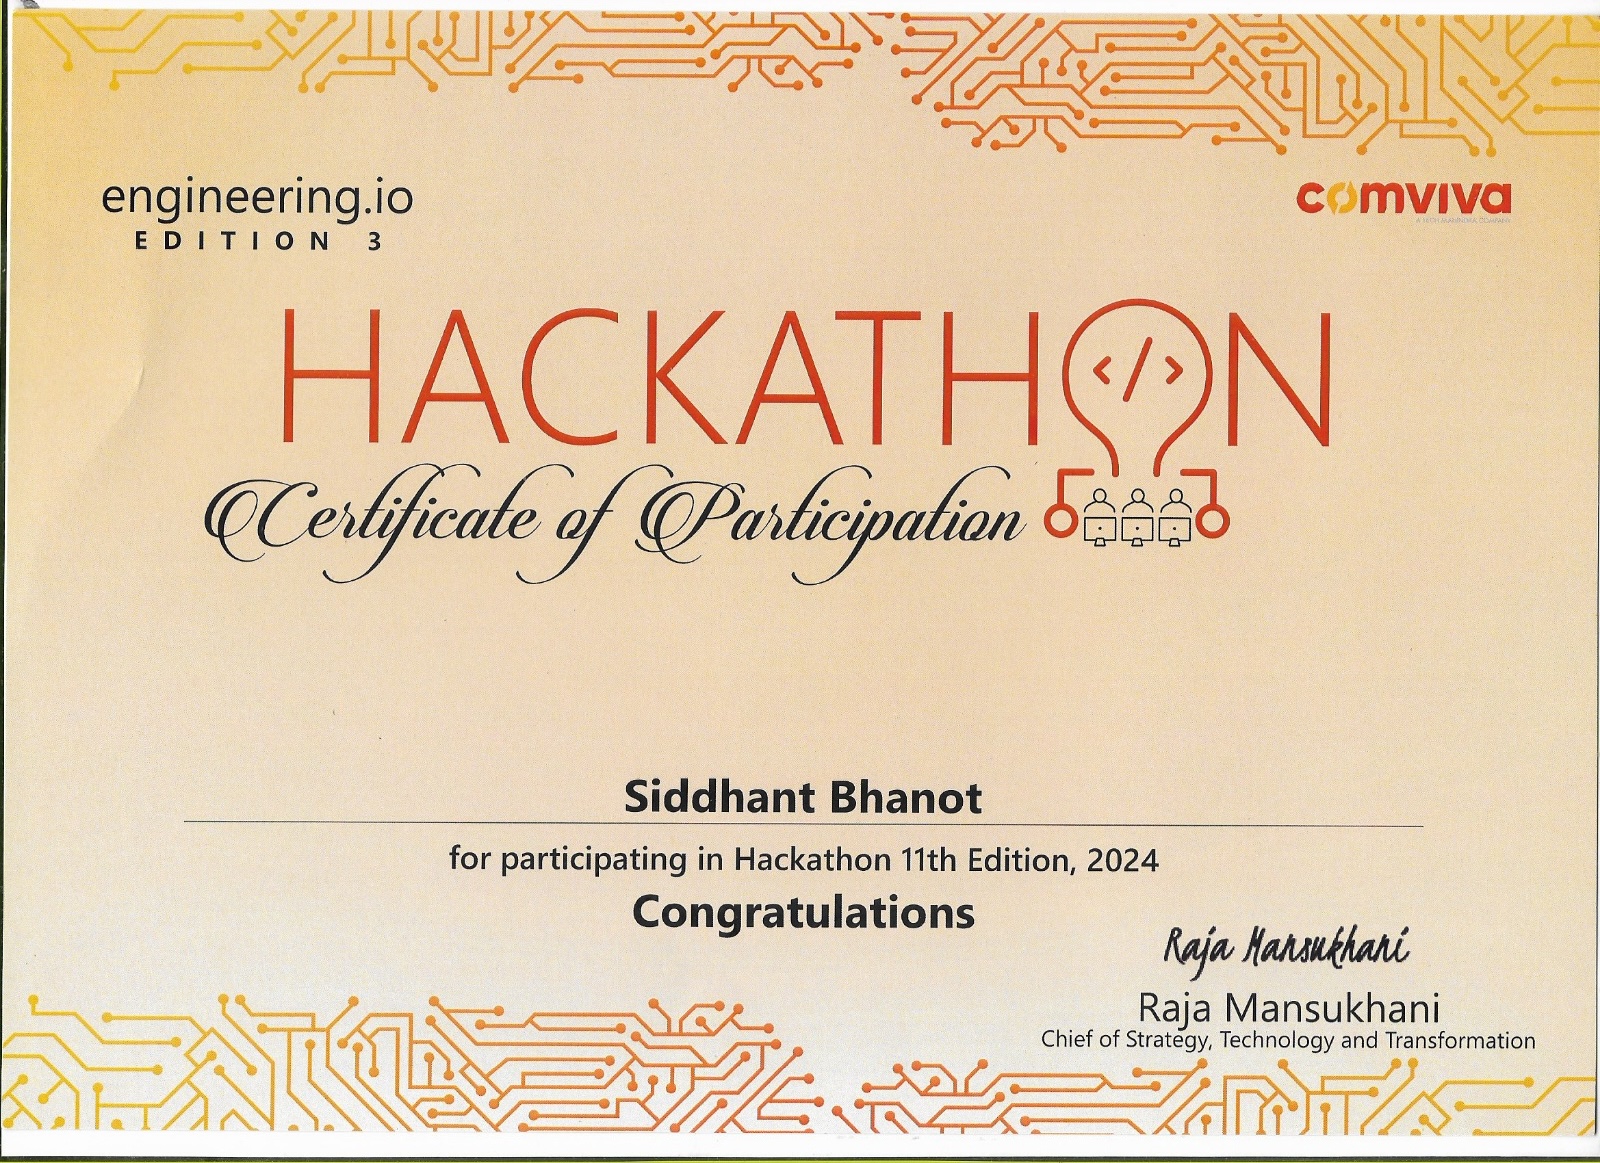 engineering.io
EDITION 3
comviva
A TECH MAHINDRA COMPANY
HACKATHON
</>
Certificate of Participation
Siddhant Bhanot
for participating in Hackathon 11th Edition, 2024
Congratulations
Raja Mansukhani
Raja Mansukhani
Chief of Strategy, Technology and Transformation